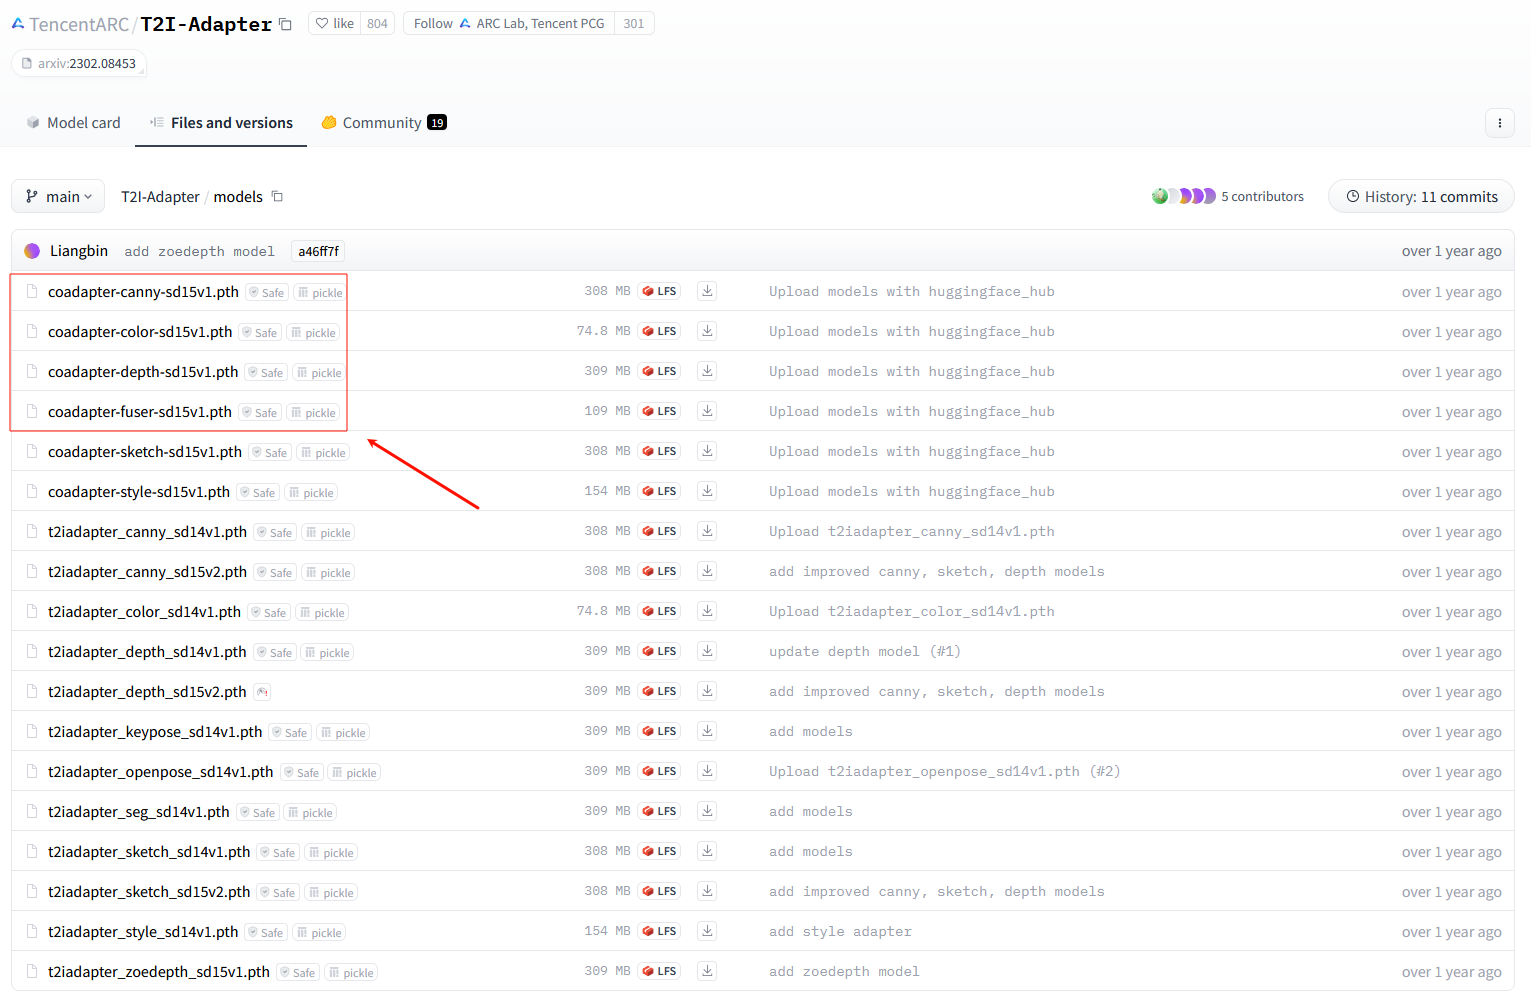 TencentARC/T2I-Adapter like 804 Follow ARC Lab, Tencent PCG 301
arxiv:2302.08453
Model card Files and versions Community 19
main T2I-Adapter / models 5 contributors History: 11 commits
Liangbin add zoedepth model a46ff7f over 1 year ago
coadapter-canny-sd15v1.pth Safe pickle 308 MB LFS Upload models with huggingface_hub over 1 year ago
coadapter-color-sd15v1.pth Safe pickle 74.8 MB LFS Upload models with huggingface_hub over 1 year ago
coadapter-depth-sd15v1.pth Safe pickle 309 MB LFS Upload models with huggingface_hub over 1 year ago
coadapter-fuser-sd15v1.pth Safe pickle 109 MB LFS Upload models with huggingface_hub over 1 year ago
coadapter-sketch-sd15v1.pth Safe pickle 308 MB LFS Upload models with huggingface_hub over 1 year ago
coadapter-style-sd15v1.pth Safe pickle 154 MB LFS Upload models with huggingface_hub over 1 year ago
t2iadapter_canny_sd14v1.pth Safe pickle 308 MB LFS Upload t2iadapter_canny_sd14v1.pth over 1 year ago
t2iadapter_canny_sd15v2.pth Safe pickle 308 MB LFS add improved canny, sketch, depth models over 1 year ago
t2iadapter_color_sd14v1.pth Safe pickle 74.8 MB LFS Upload t2iadapter_color_sd14v1.pth over 1 year ago
t2iadapter_depth_sd14v1.pth Safe pickle 309 MB LFS update depth model (#1) over 1 year ago
t2iadapter_depth_sd15v2.pth 309 MB LFS add improved canny, sketch, depth models over 1 year ago
t2iadapter_keypose_sd14v1.pth Safe pickle 309 MB LFS add models over 1 year ago
t2iadapter_openpose_sd14v1.pth Safe pickle 309 MB LFS Upload t2iadapter_openpose_sd14v1.pth (#2) over 1 year ago
t2iadapter_seg_sd14v1.pth Safe pickle 309 MB LFS add models over 1 year ago
t2iadapter_sketch_sd14v1.pth Safe pickle 308 MB LFS add models over 1 year ago
t2iadapter_sketch_sd15v2.pth Safe pickle 308 MB LFS add improved canny, sketch, depth models over 1 year ago
t2iadapter_style_sd14v1.pth Safe pickle 154 MB LFS add style adapter over 1 year ago
t2iadapter_zoedepth_sd15v1.pth Safe pickle 309 MB LFS add zoedepth model over 1 year ago